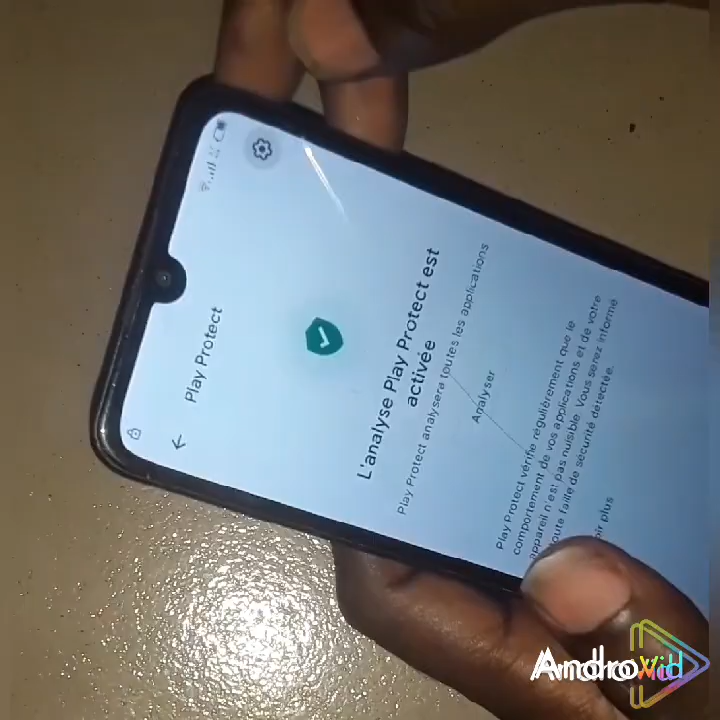 Play Protect
L'analyse Play Protect est
activée
Play Protect analysera toutes les applications
Analyser
Play Protect vérifie régulièrement que le
comportement de vos applications et de votre
appareil n'est pas nuisible. Vous serez informé
toute faille de sécurité détectée.
plus